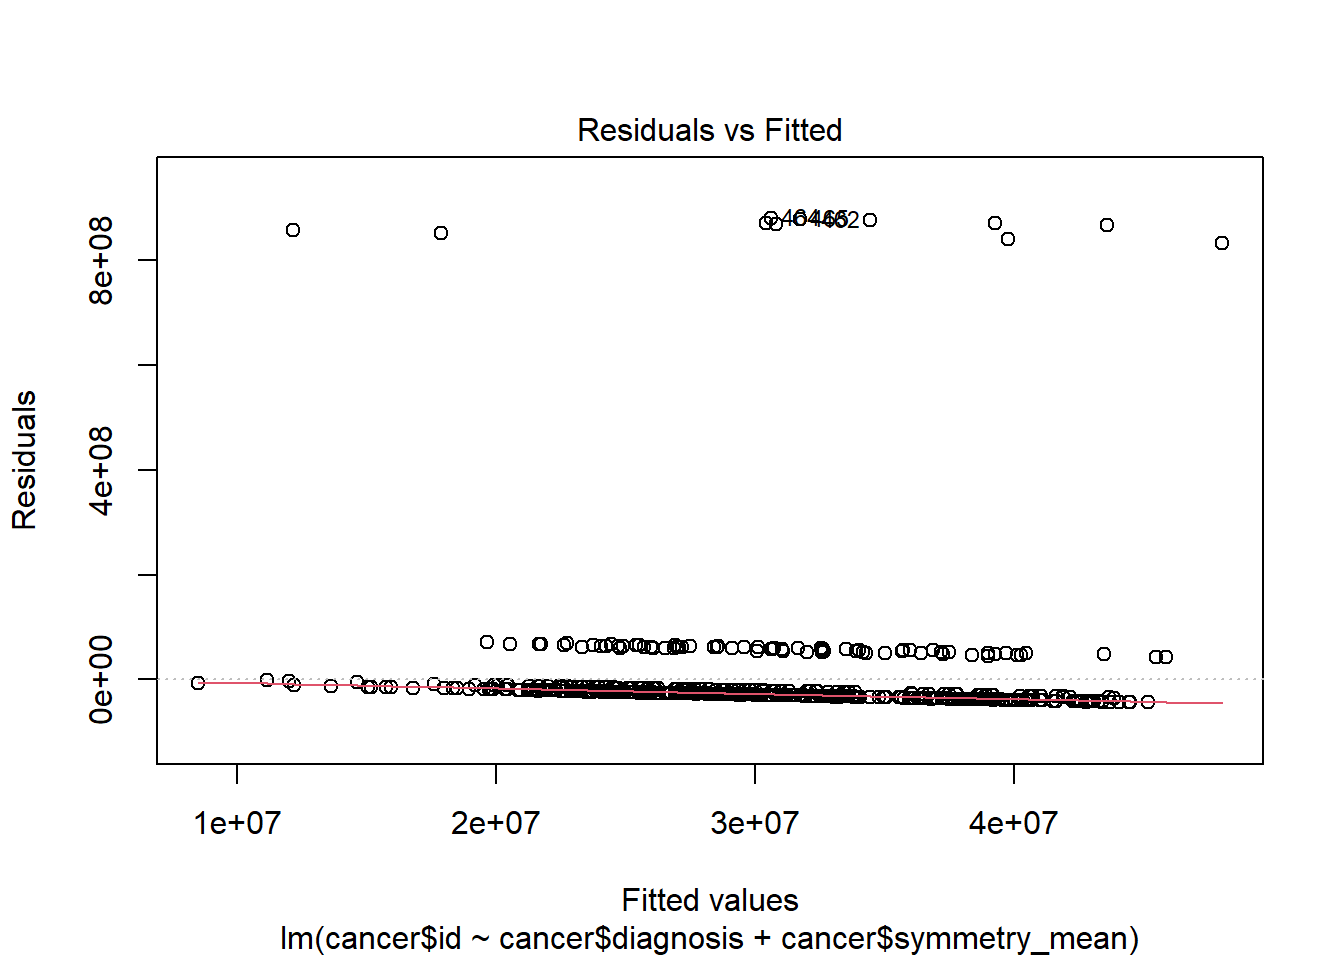 Residuals vs Fitted
8e+08
4e+08
0e+00
Residuals
1e+07 2e+07 3e+07 4e+07
Fitted values
lm(cancer$id ~ cancer$diagnosis + cancer$symmetry_mean)